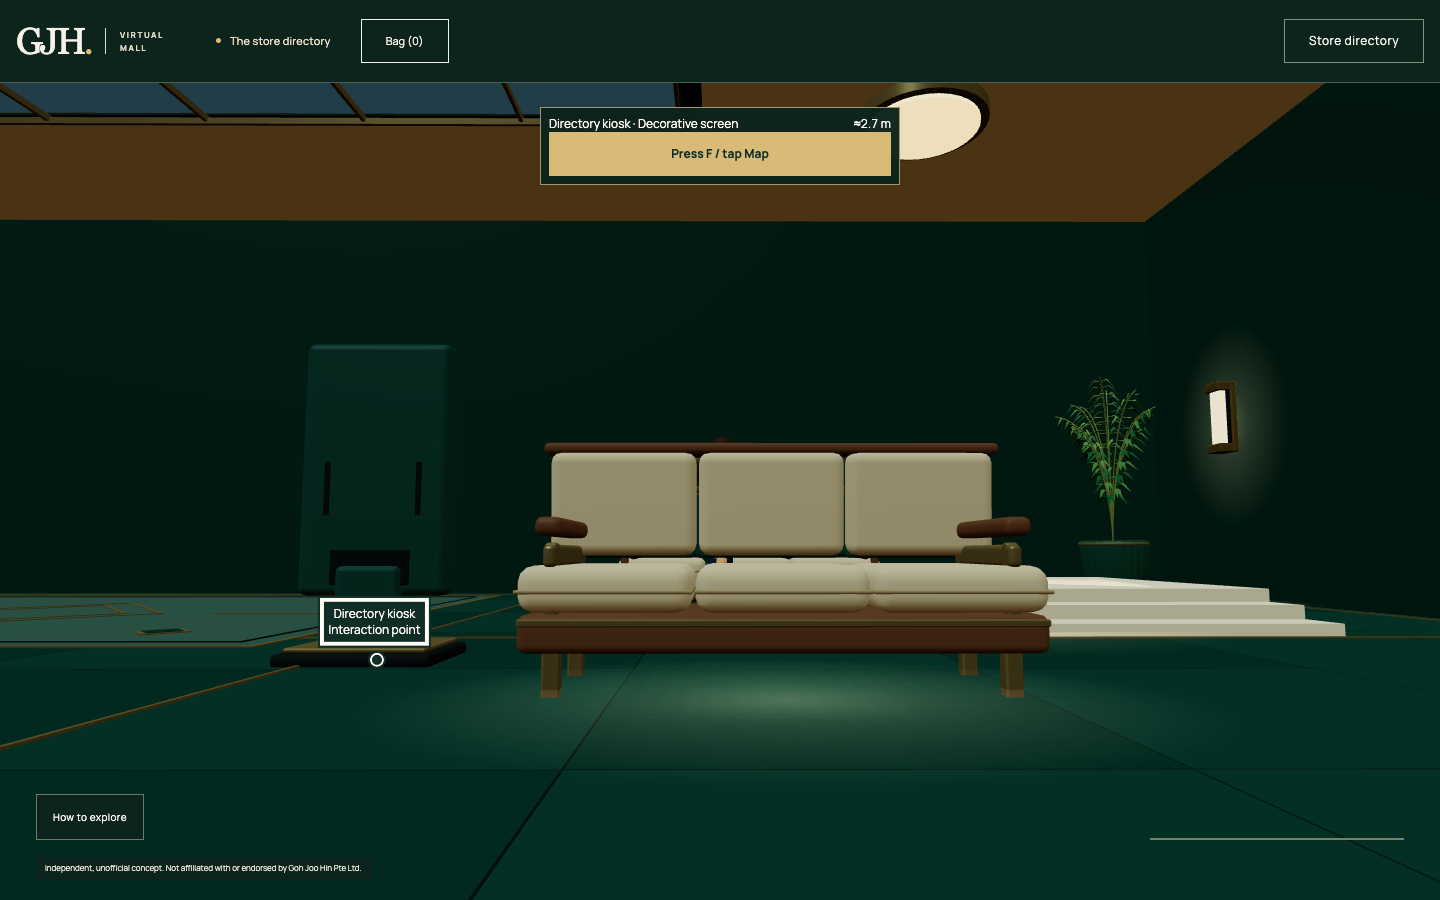 GJH.
VIRTUAL
MALL
The store directory
Bag (0)
Store directory
Directory kiosk · Decorative screen
≈2.7 m
Press F / tap Map
Directory kiosk
Interaction point
How to explore
Independent, unofficial concept. Not affiliated with or endorsed by Goh Joo Hin Pte Ltd.